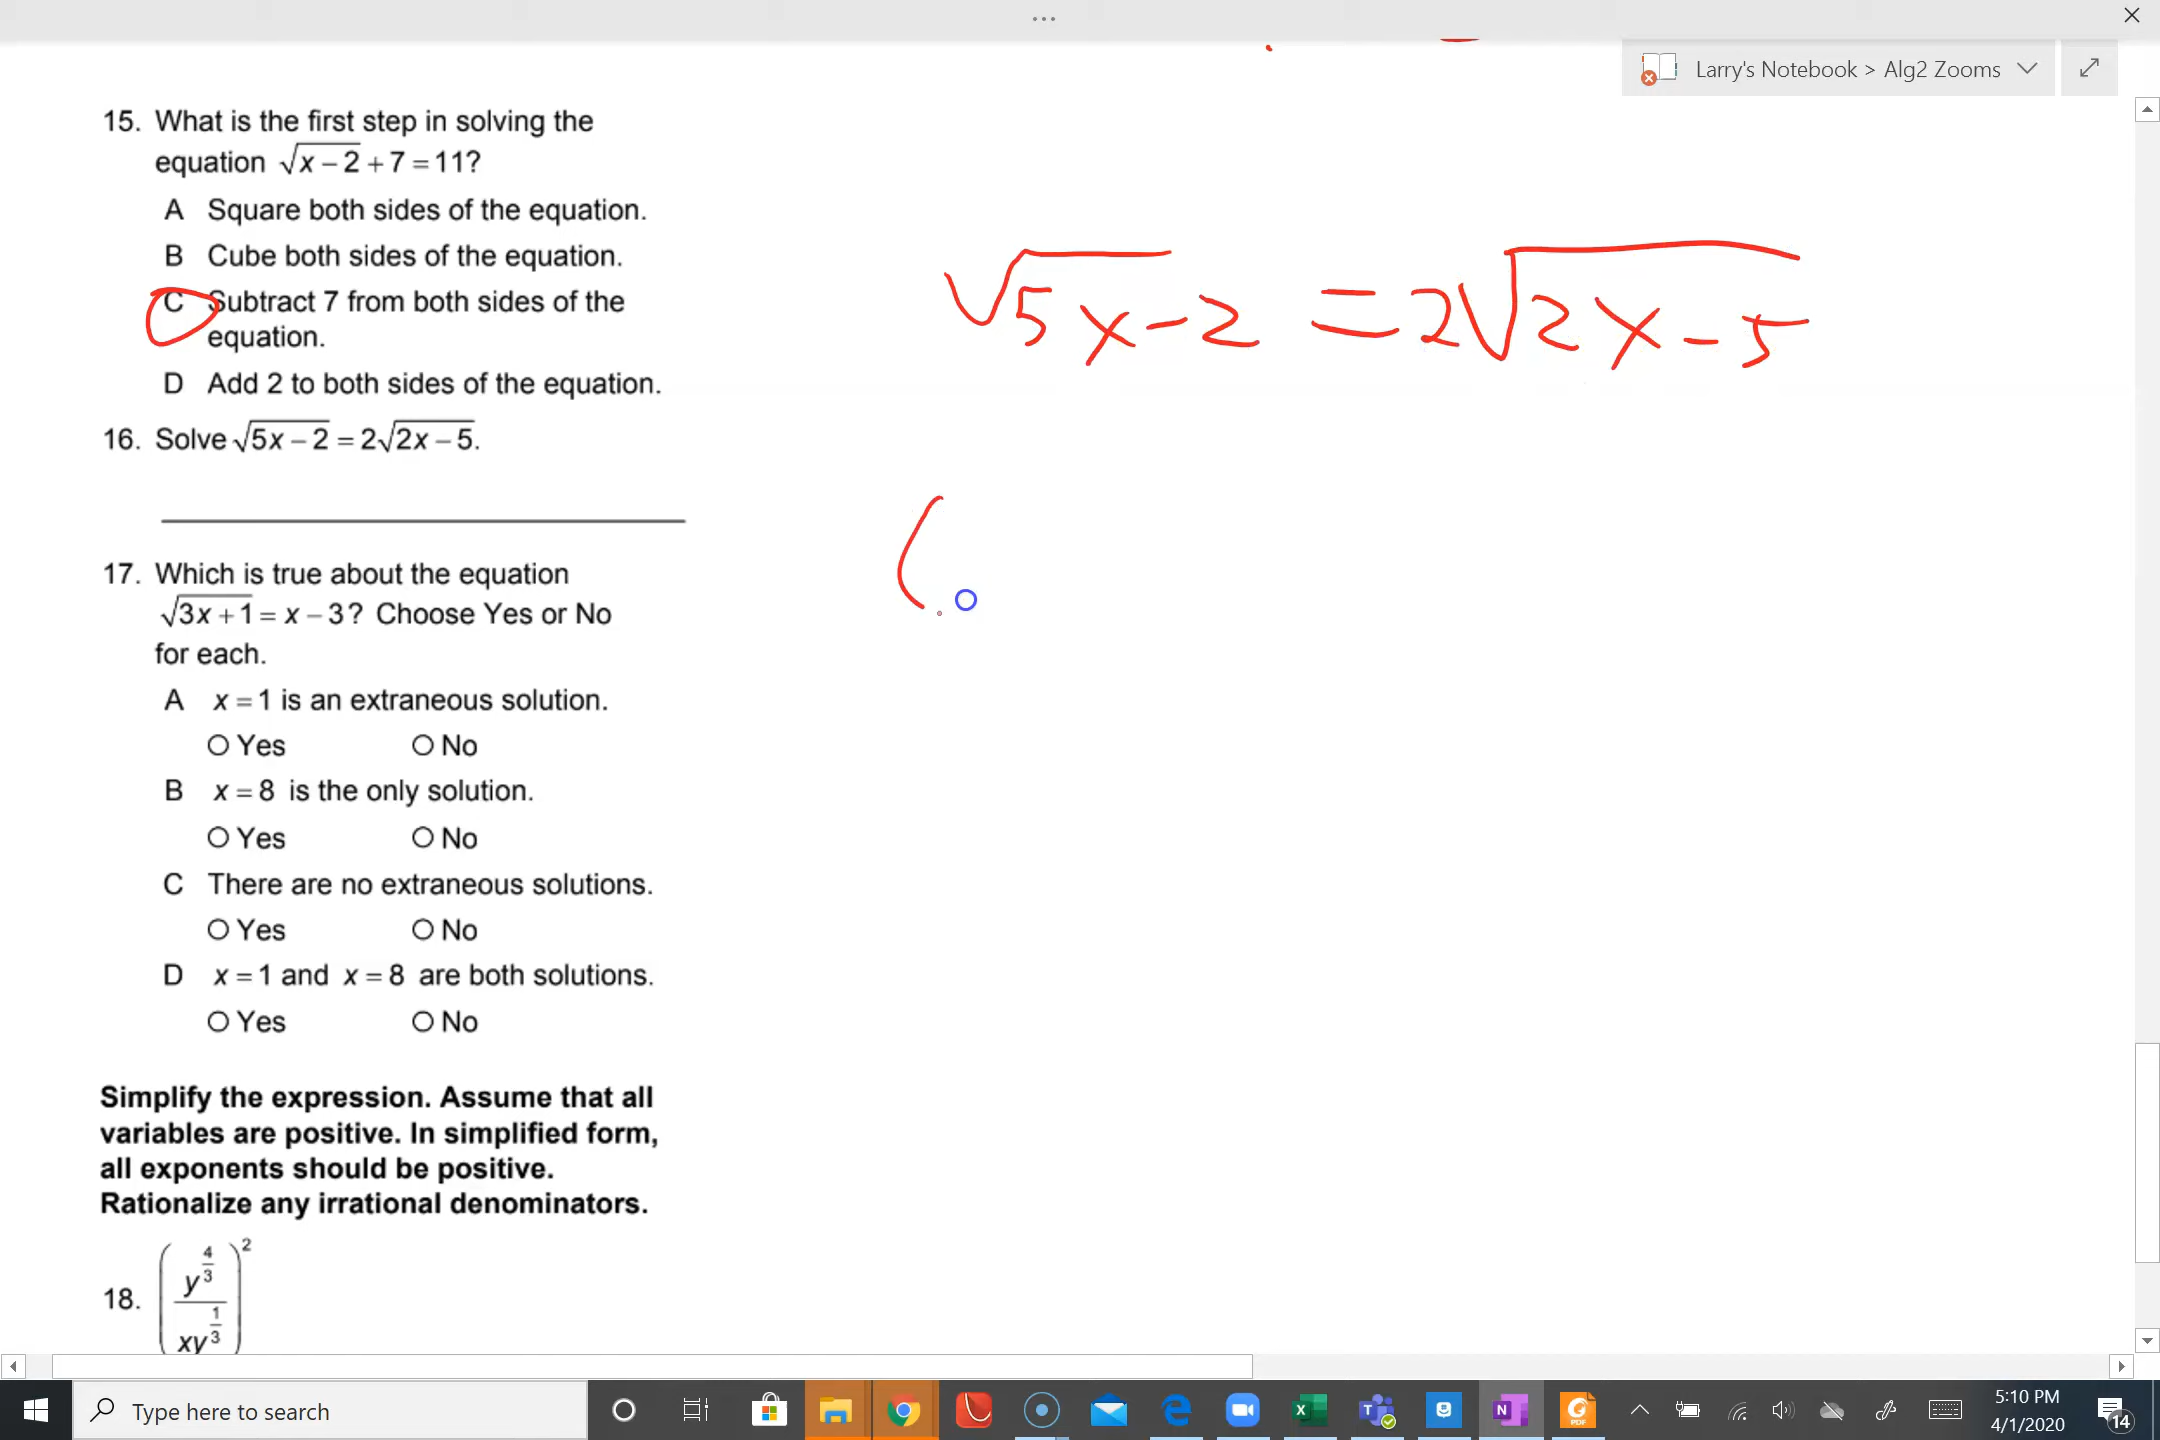 Larry's Notebook > Alg2 Zooms
15. What is the first step in solving the
equation √x – 2 + 7 = 11?
A Square both sides of the equation.
B Cube both sides of the equation.
C Subtract 7 from both sides of the
equation.
D Add 2 to both sides of the equation.
16. Solve √5x – 2 = 2√2x – 5.
√5x-2 = 2√2x-5
(
17. Which is true about the equation
√3x + 1 = x – 3? Choose Yes or No
for each.
A x = 1 is an extraneous solution.
Yes No
B x = 8 is the only solution.
Yes No
C There are no extraneous solutions.
Yes No
D x = 1 and x = 8 are both solutions.
Yes No
Simplify the expression. Assume that all
variables are positive. In simplified form,
all exponents should be positive.
Rationalize any irrational denominators.
18. (y^(4/3) / xy^(1/3))^2
Type here to search
5:10 PM
4/1/2020
14